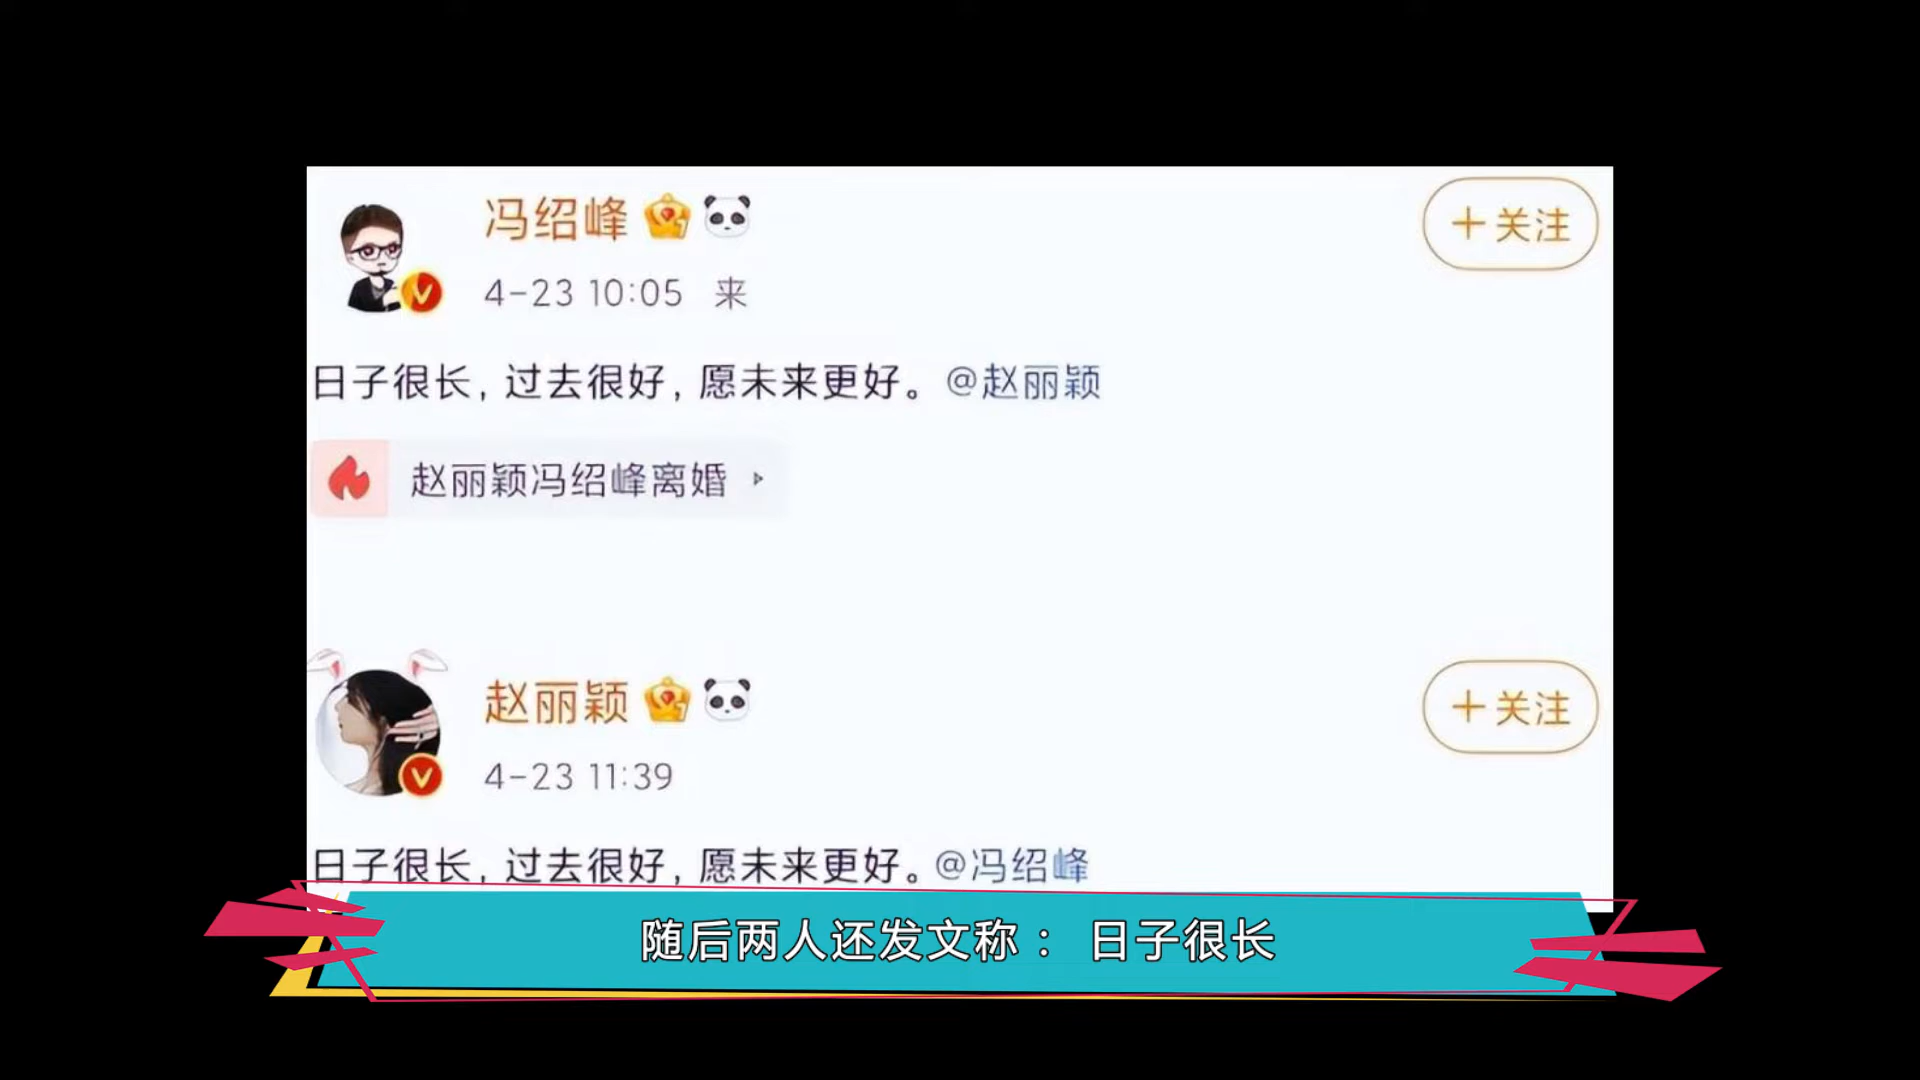 冯绍峰
+关注
4-23 10:05 来
日子很长，过去很好，愿未来更好。@赵丽颖
赵丽颖冯绍峰离婚
赵丽颖
+关注
4-23 11:39
日子很长，过去很好，愿未来更好。@冯绍峰
随后两人还发文称： 日子很长